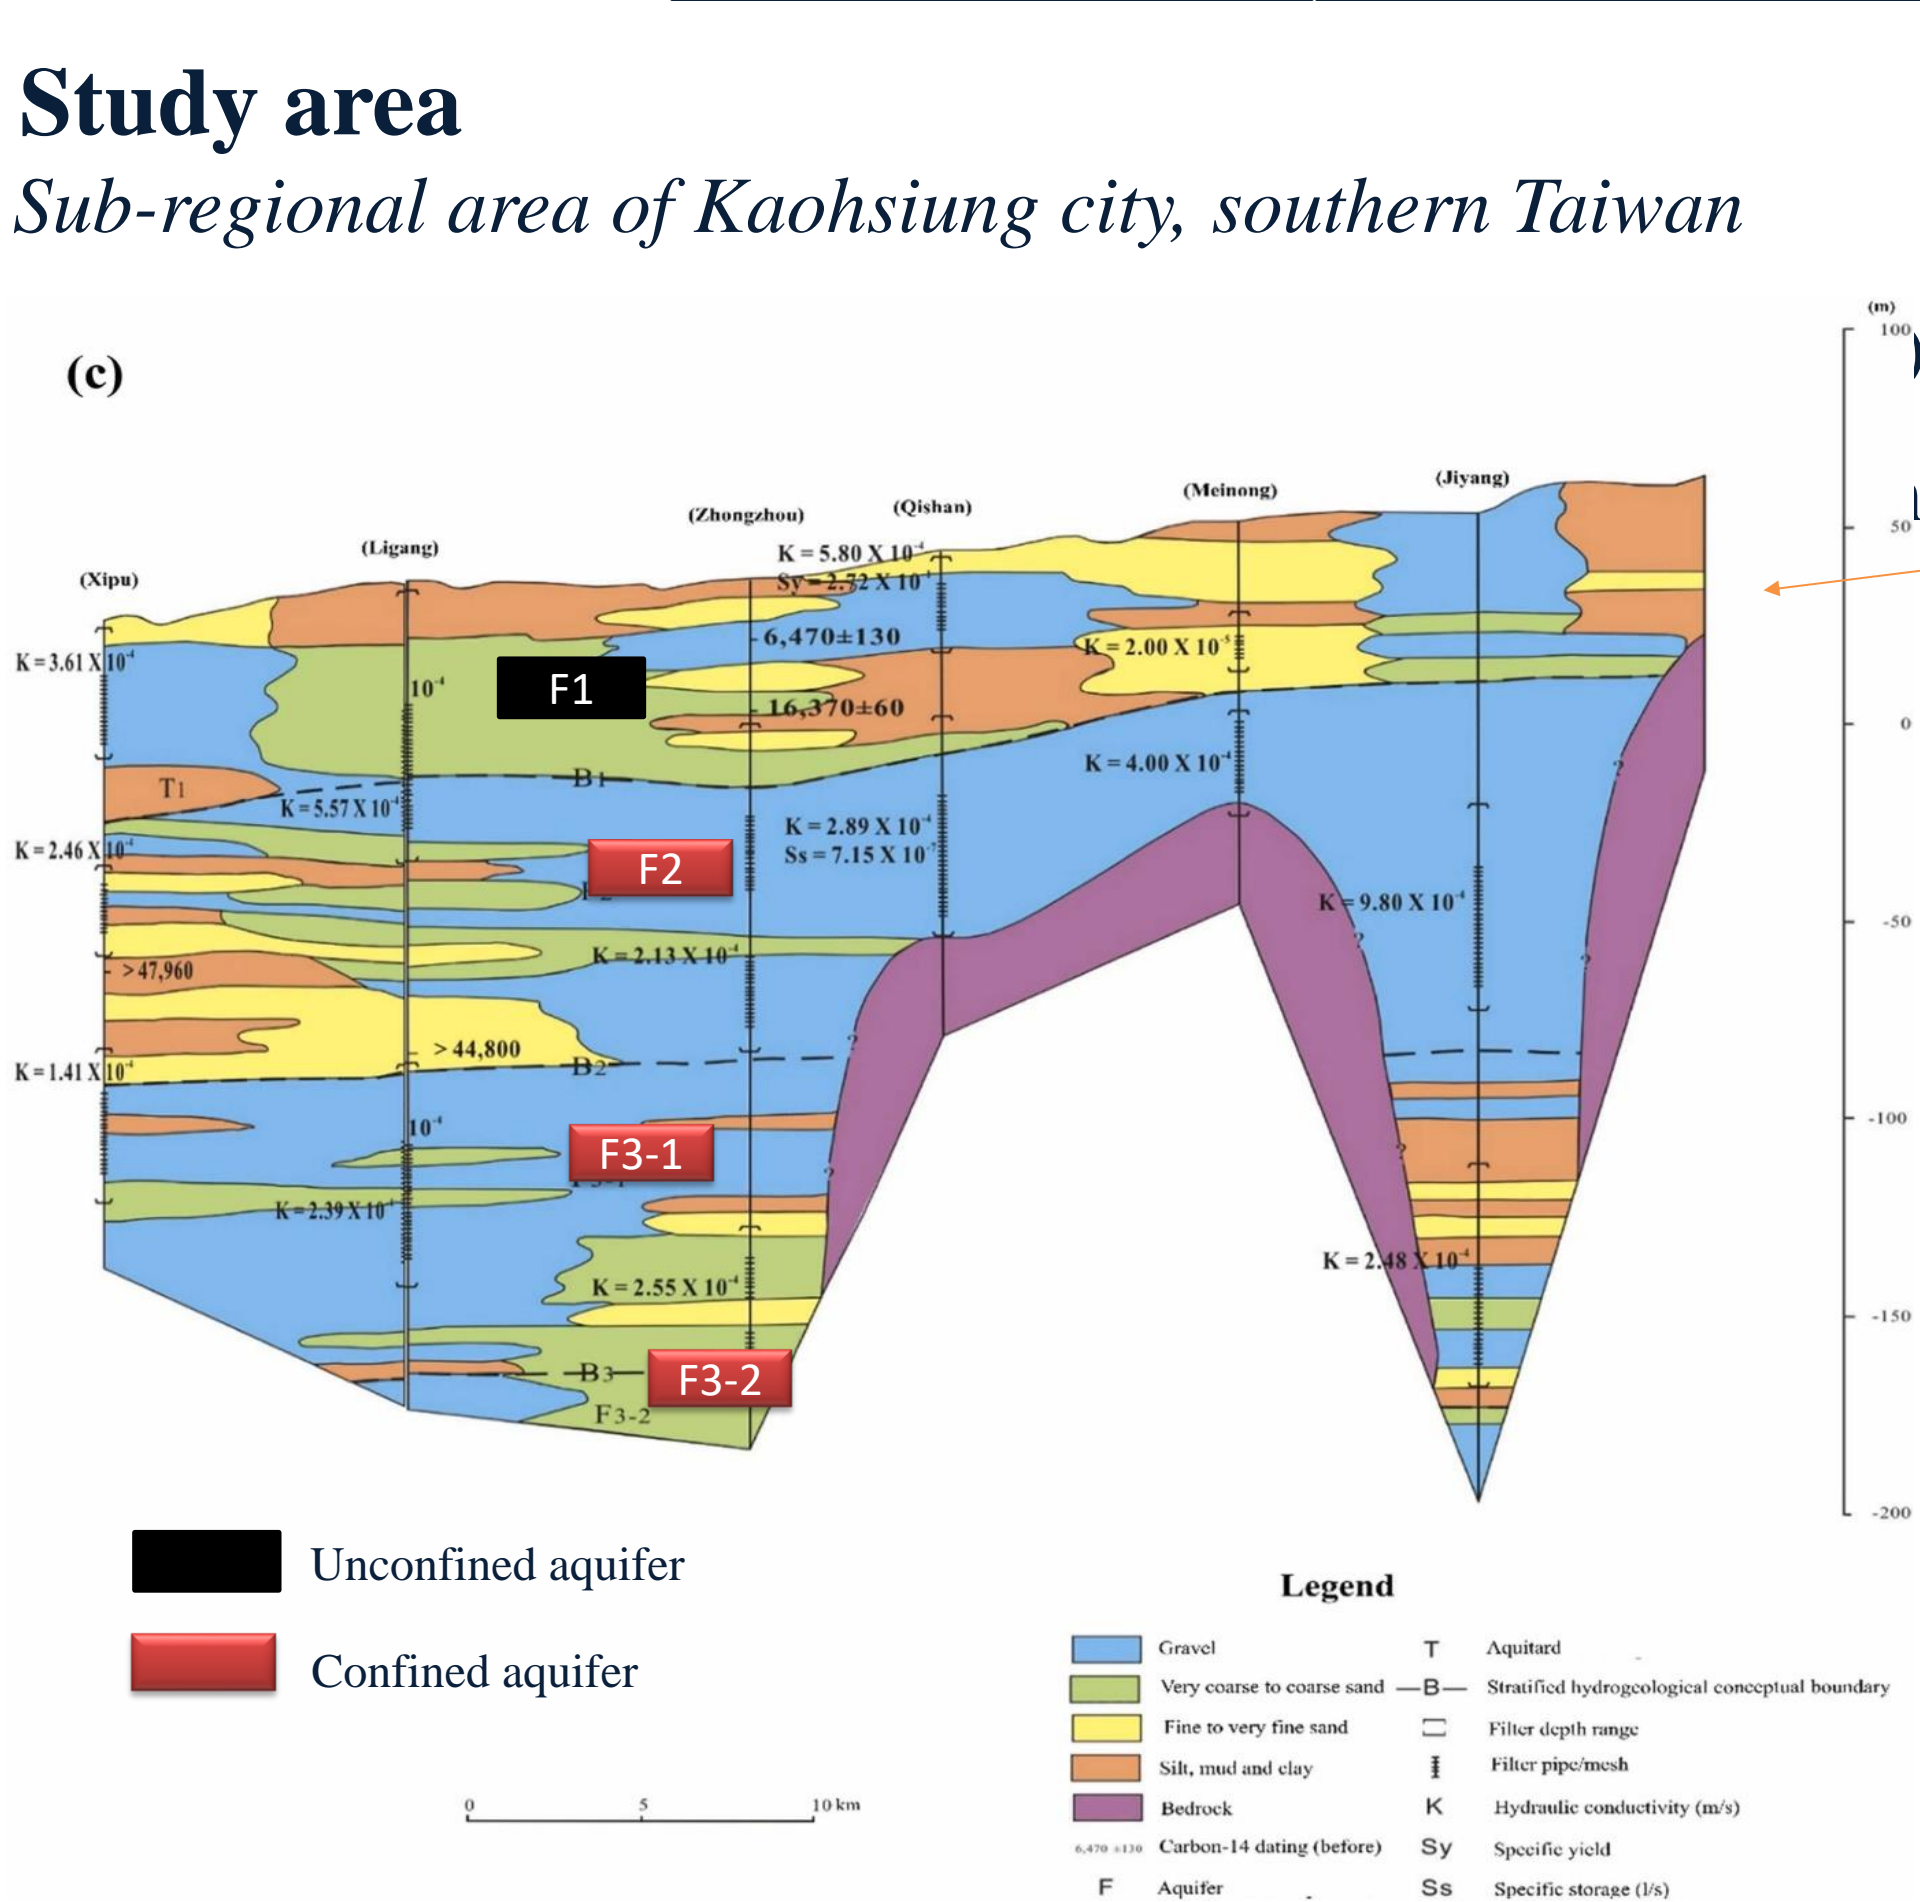 Study area
Sub-regional area of Kaohsiung city, southern Taiwan
(c)
(m)
100
50
0
-50
-100
-150
-200
(Xipu)
(Ligang)
(Zhongzhou)
(Qishan)
(Meinong)
(Jiyang)
K = 5.80 X 10⁻⁴
Sy = 2.72 X 10⁻¹
6,470±130
K = 3.61 X 10⁻⁴
K = 2.00 X 10⁻⁵
10⁻⁴
F1
16,370±60
K = 4.00 X 10⁻⁴
B1
T1
K = 5.57 X 10⁻⁴
K = 2.89 X 10⁻⁴
Ss = 7.15 X 10⁻⁷
K = 2.46 X 10⁻⁴
F2
K = 9.80 X 10⁻⁴
K = 2.13 X 10⁻⁴
>47,960
>44,800
B2
K = 1.41 X 10⁻⁴
10⁻⁴
F3-1
K = 2.39 X 10⁻⁴
K = 2.55 X 10⁻⁴
K = 2.48 X 10⁻⁴
B3
F3-2
F3-2
? ? ? ? ? ?
Unconfined aquifer
Confined aquifer
0 5 10 km
Legend
Gravel
Very coarse to coarse sand
Fine to very fine sand
Silt, mud and clay
Bedrock
6,470 ±130 Carbon-14 dating (before)
F Aquifer
T Aquitard
—B— Stratified hydrogeological conceptual boundary
Filter depth range
Filter pipe/mesh
K Hydraulic conductivity (m/s)
Sy Specific yield
Ss Specific storage (1/s)